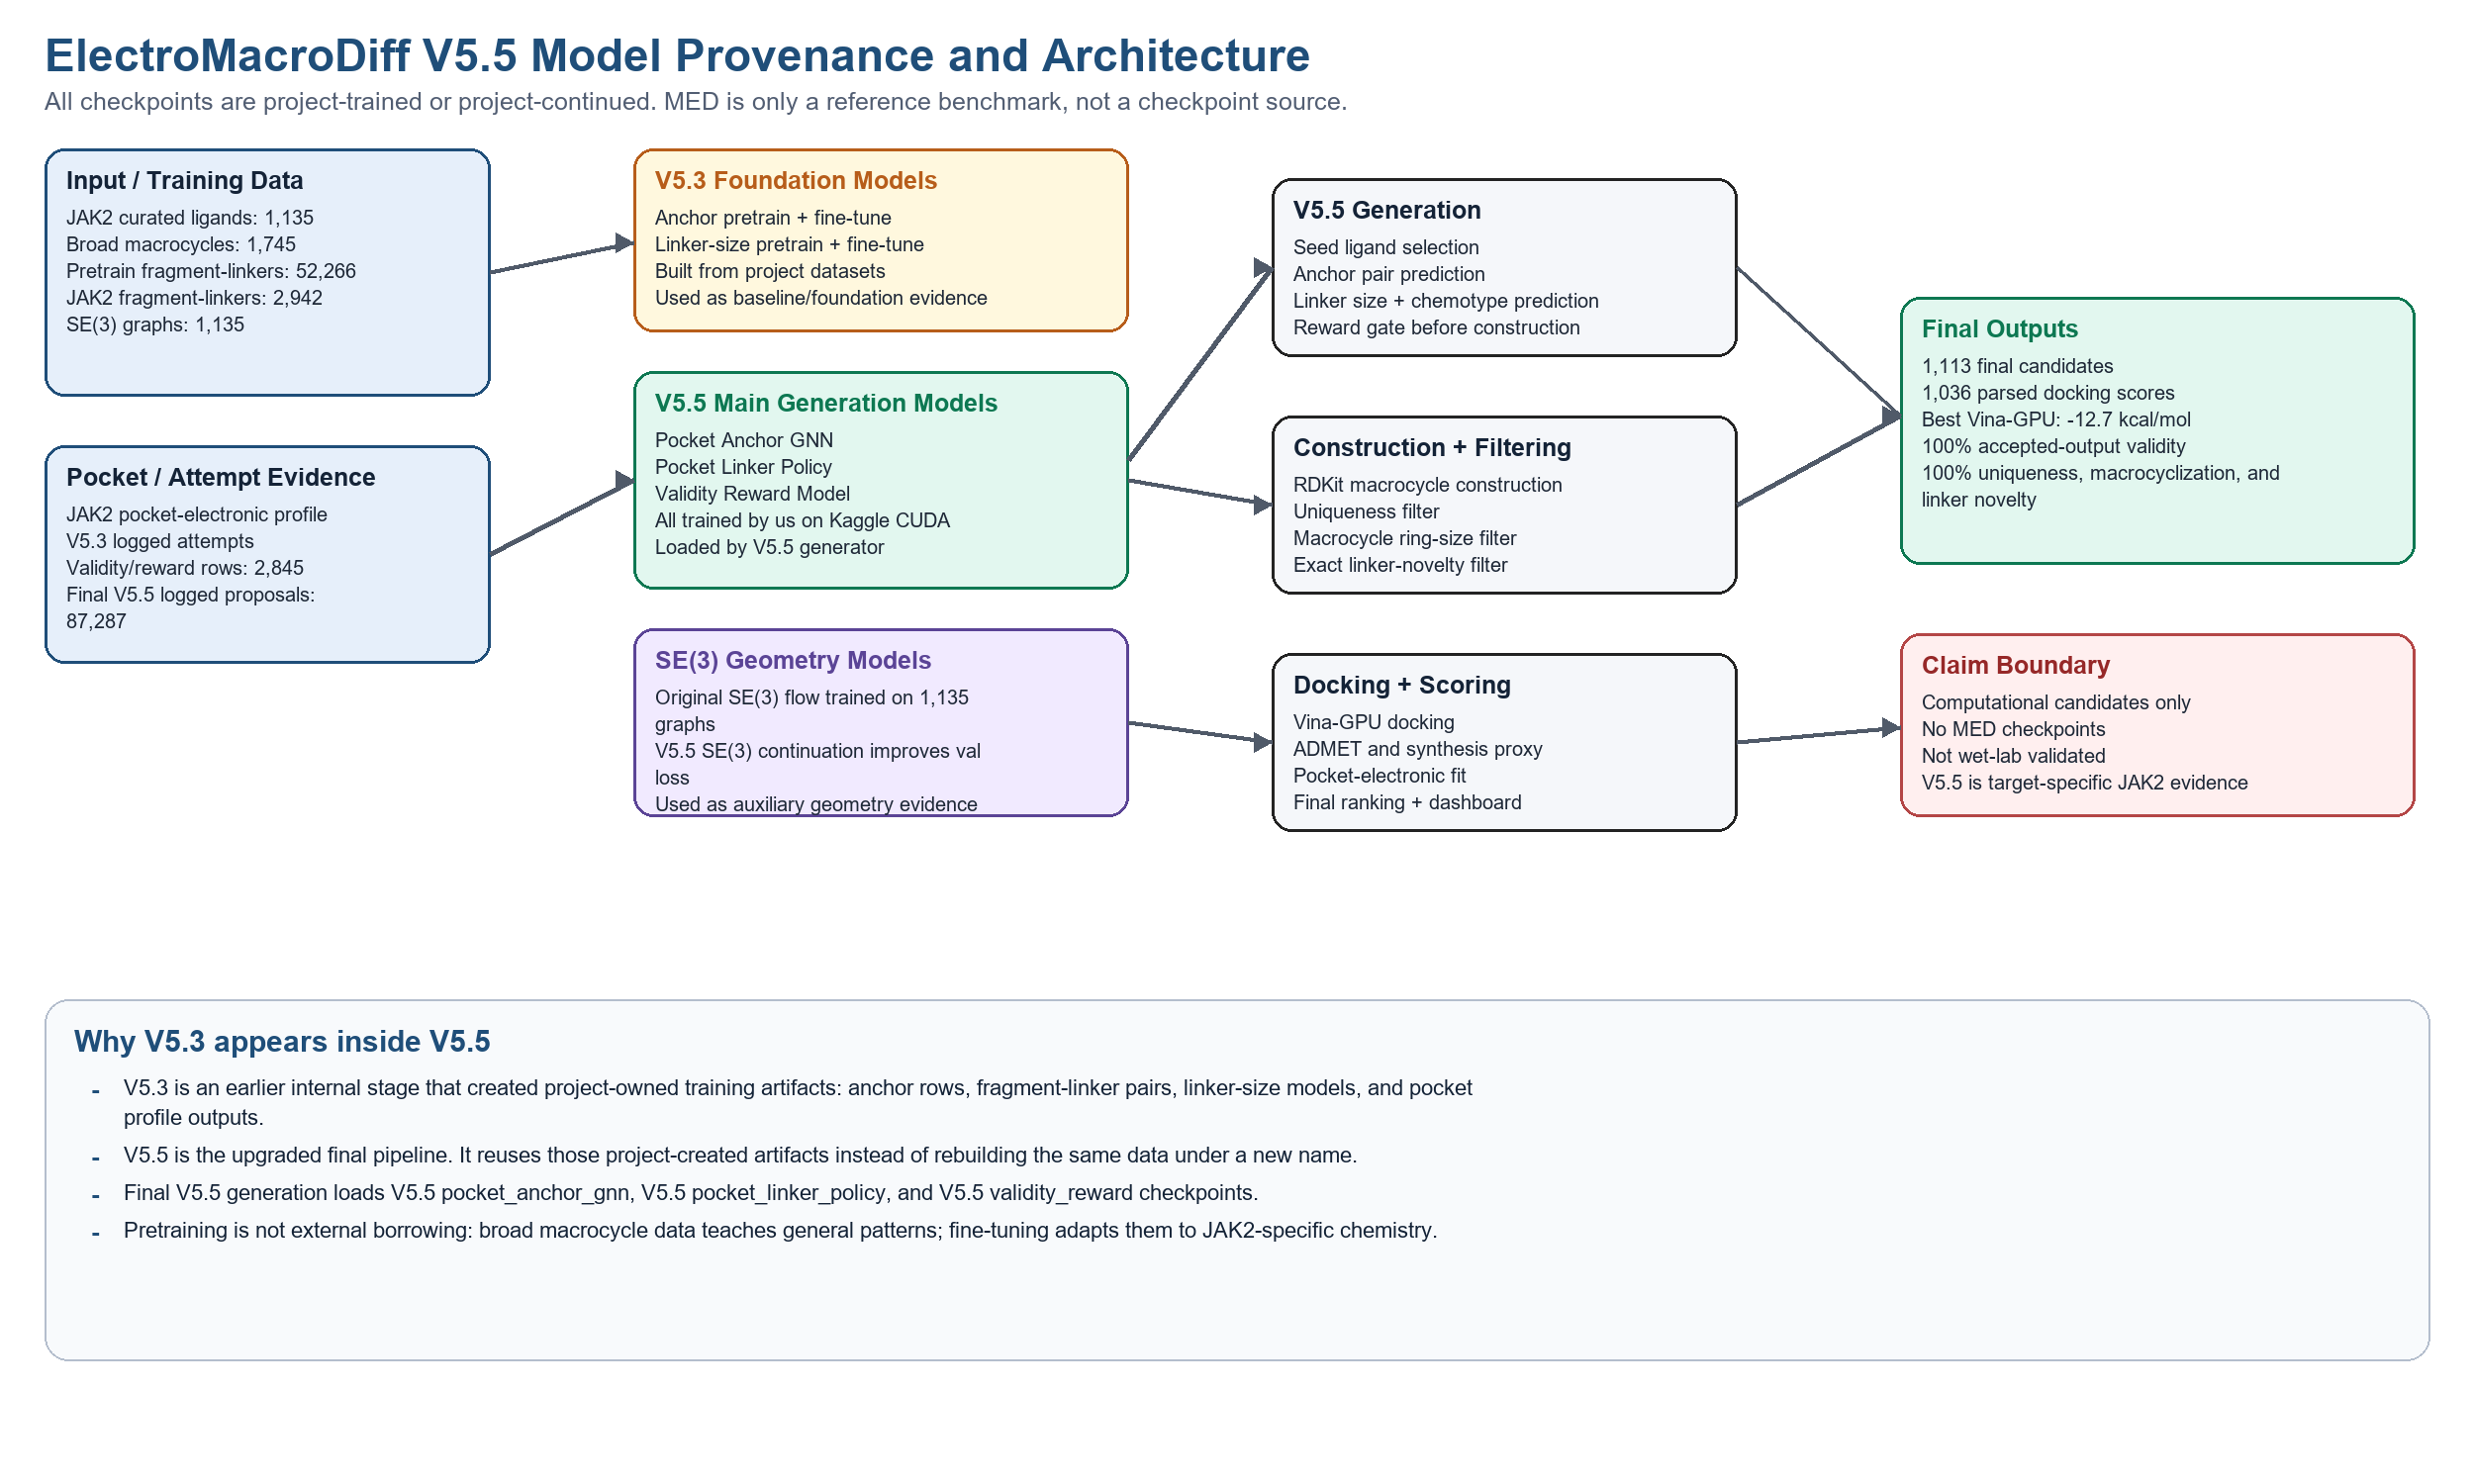 ElectroMacroDiff V5.5 Model Provenance and Architecture
All checkpoints are project-trained or project-continued. MED is only a reference benchmark, not a checkpoint source.
Input / Training Data
JAK2 curated ligands: 1,135
Broad macrocycles: 1,745
Pretrain fragment-linkers: 52,266
JAK2 fragment-linkers: 2,942
SE(3) graphs: 1,135
Pocket / Attempt Evidence
JAK2 pocket-electronic profile
V5.3 logged attempts
Validity/reward rows: 2,845
Final V5.5 logged proposals:
87,287
V5.3 Foundation Models
Anchor pretrain + fine-tune
Linker-size pretrain + fine-tune
Built from project datasets
Used as baseline/foundation evidence
V5.5 Main Generation Models
Pocket Anchor GNN
Pocket Linker Policy
Validity Reward Model
All trained by us on Kaggle CUDA
Loaded by V5.5 generator
SE(3) Geometry Models
Original SE(3) flow trained on 1,135
graphs
V5.5 SE(3) continuation improves val
loss
Used as auxiliary geometry evidence
V5.5 Generation
Seed ligand selection
Anchor pair prediction
Linker size + chemotype prediction
Reward gate before construction
Construction + Filtering
RDKit macrocycle construction
Uniqueness filter
Macrocycle ring-size filter
Exact linker-novelty filter
Docking + Scoring
Vina-GPU docking
ADMET and synthesis proxy
Pocket-electronic fit
Final ranking + dashboard
Final Outputs
1,113 final candidates
1,036 parsed docking scores
Best Vina-GPU: -12.7 kcal/mol
100% accepted-output validity
100% uniqueness, macrocyclization, and
linker novelty
Claim Boundary
Computational candidates only
No MED checkpoints
Not wet-lab validated
V5.5 is target-specific JAK2 evidence
Why V5.3 appears inside V5.5
- V5.3 is an earlier internal stage that created project-owned training artifacts: anchor rows, fragment-linker pairs, linker-size models, and pocket
profile outputs.
- V5.5 is the upgraded final pipeline. It reuses those project-created artifacts instead of rebuilding the same data under a new name.
- Final V5.5 generation loads V5.5 pocket_anchor_gnn, V5.5 pocket_linker_policy, and V5.5 validity_reward checkpoints.
- Pretraining is not external borrowing: broad macrocycle data teaches general patterns; fine-tuning adapts them to JAK2-specific chemistry.